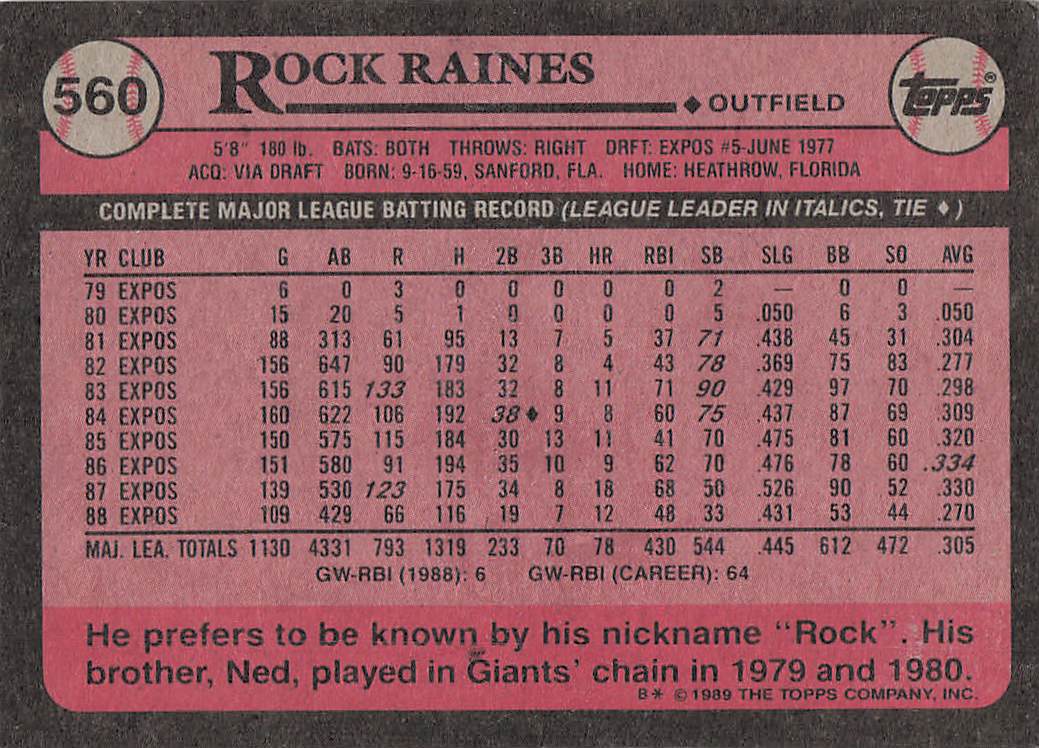 560
ROCK RAINES
◆ OUTFIELD
TOPPS®
5'8" 180 lb. BATS: BOTH THROWS: RIGHT DRFT: EXPOS #5-JUNE 1977
ACQ: VIA DRAFT BORN: 9-16-59, SANFORD, FLA. HOME: HEATHROW, FLORIDA
COMPLETE MAJOR LEAGUE BATTING RECORD (LEAGUE LEADER IN ITALICS, TIE ♦)
YR CLUB G AB R H 2B 3B HR RBI SB SLG BB SO AVG
79 EXPOS 6 0 3 0 0 0 0 0 2 — 0 0 —
80 EXPOS 15 20 5 1 0 0 0 0 5 .050 6 3 .050
81 EXPOS 88 313 61 95 13 7 5 37 71 .438 45 31 .304
82 EXPOS 156 647 90 179 32 8 4 43 78 .369 75 83 .277
83 EXPOS 156 615 133 183 32 8 11 71 90 .429 97 70 .298
84 EXPOS 160 622 106 192 38♦ 9 8 60 75 .437 87 69 .309
85 EXPOS 150 575 115 184 30 13 11 41 70 .475 81 60 .320
86 EXPOS 151 580 91 194 35 10 9 62 70 .476 78 60 .334
87 EXPOS 139 530 123 175 34 8 18 68 50 .526 90 52 .330
88 EXPOS 109 429 66 116 19 7 12 48 33 .431 53 44 .270
MAJ. LEA. TOTALS 1130 4331 793 1319 233 70 78 430 544 .445 612 472 .305
GW-RBI (1988): 6 GW-RBI (CAREER): 64
He prefers to be known by his nickname "Rock". His
brother, Ned, played in Giants' chain in 1979 and 1980.
B* © 1989 THE TOPPS COMPANY, INC.